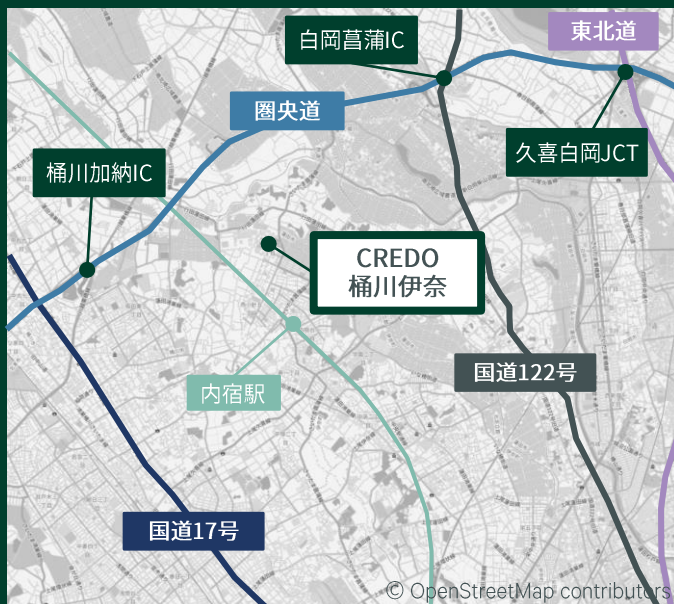 東北道
白岡菖蒲IC
圏央道
久喜白岡JCT
桶川加納IC
CREDO
桶川伊奈
国道122号
内宿駅
国道17号
© OpenStreetMap contributors